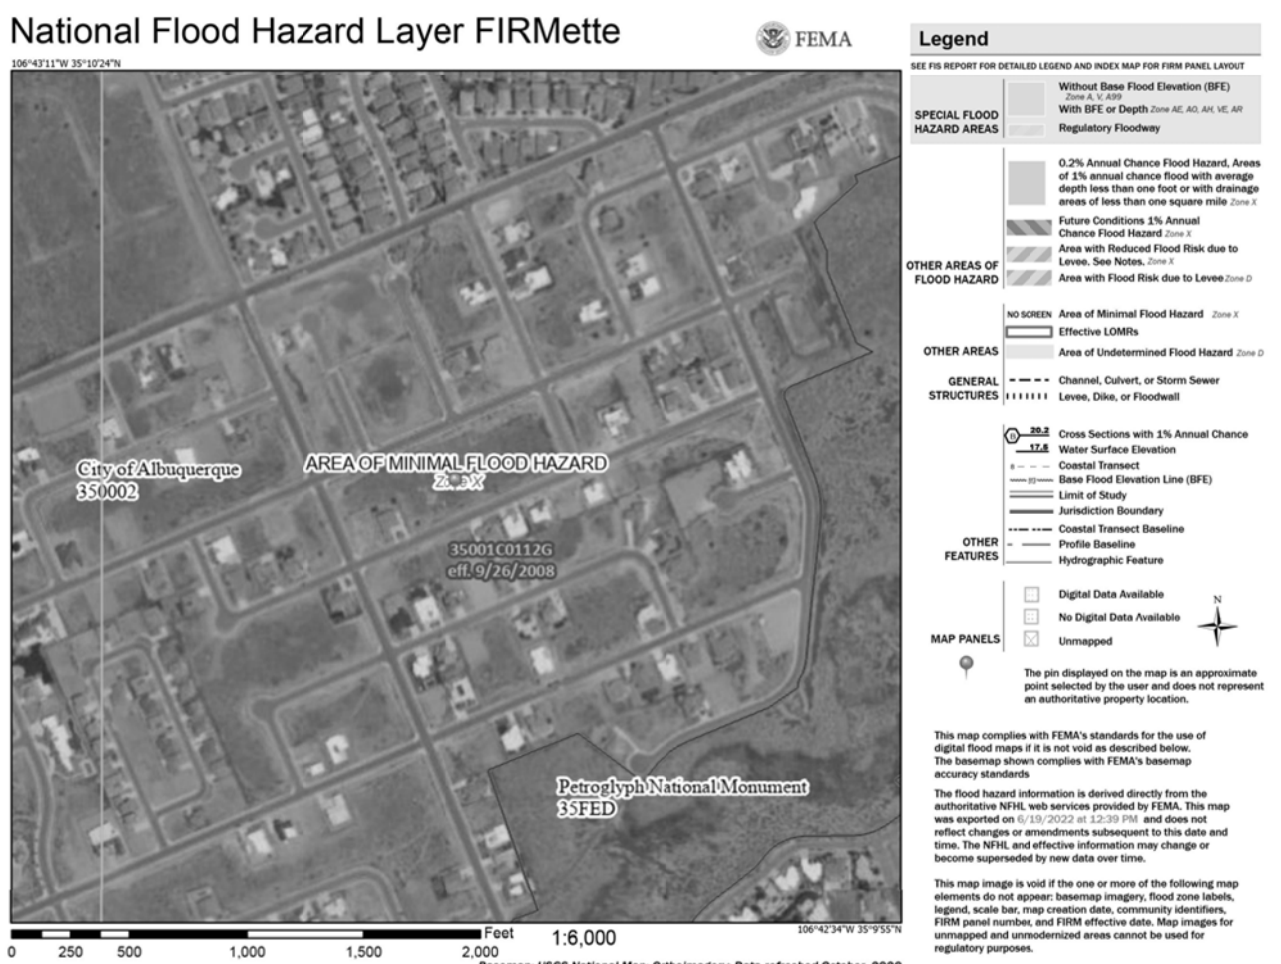 National Flood Hazard Layer FIRMette
FEMA
106°43'11"W 35°10'24"N
City of Albuquerque
350002
AREA OF MINIMAL FLOOD HAZARD
Zone X
35001C0112G
eff. 9/26/2008
Petroglyph National Monument
35FED
106°42'34"W 35°9'55"N
0 250 500 1,000 1,500 2,000
Feet
1:6,000
Basemap: USGS National Map: Orthoimagery: Data refreshed October, 2020
Legend
SEE FIS REPORT FOR DETAILED LEGEND AND INDEX MAP FOR FIRM PANEL LAYOUT
SPECIAL FLOOD
HAZARD AREAS
Without Base Flood Elevation (BFE)
Zone A, V, A99
With BFE or Depth Zone AE, AO, AH, VE, AR
Regulatory Floodway
OTHER AREAS OF
FLOOD HAZARD
0.2% Annual Chance Flood Hazard, Areas
of 1% annual chance flood with average
depth less than one foot or with drainage
areas of less than one square mile Zone X
Future Conditions 1% Annual
Chance Flood Hazard Zone X
Area with Reduced Flood Risk due to
Levee. See Notes. Zone X
Area with Flood Risk due to Levee Zone D
OTHER AREAS
NO SCREEN Area of Minimal Flood Hazard Zone X
Effective LOMRs
Area of Undetermined Flood Hazard Zone D
GENERAL
STRUCTURES
Channel, Culvert, or Storm Sewer
Levee, Dike, or Floodwall
OTHER
FEATURES
B 20.2 Cross Sections with 1% Annual Chance
17.5 Water Surface Elevation
8 Coastal Transect
513 Base Flood Elevation Line (BFE)
Limit of Study
Jurisdiction Boundary
Coastal Transect Baseline
Profile Baseline
Hydrographic Feature
MAP PANELS
Digital Data Available
No Digital Data Available
Unmapped
N
The pin displayed on the map is an approximate
point selected by the user and does not represent
an authoritative property location.
This map complies with FEMA's standards for the use of
digital flood maps if it is not void as described below.
The basemap shown complies with FEMA's basemap
accuracy standards
The flood hazard information is derived directly from the
authoritative NFHL web services provided by FEMA. This map
was exported on 6/19/2022 at 12:39 PM and does not
reflect changes or amendments subsequent to this date and
time. The NFHL and effective information may change or
become superseded by new data over time.
This map image is void if the one or more of the following map
elements do not appear: basemap imagery, flood zone labels,
legend, scale bar, map creation date, community identifiers,
FIRM panel number, and FIRM effective date. Map images for
unmapped and unmodernized areas cannot be used for
regulatory purposes.